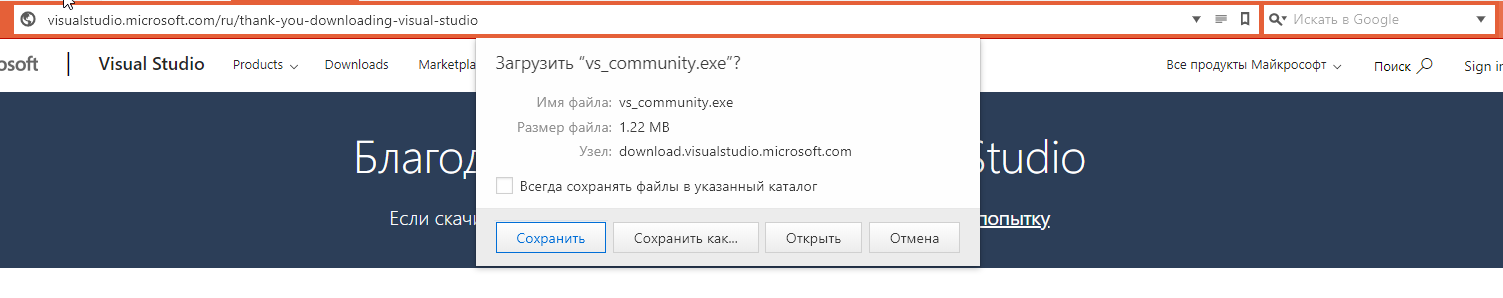 visualstudio.microsoft.com/ru/thank-you-downloading-visual-studio
Искать в Google
osoft Visual Studio Products Downloads Marketpla
Все продукты Майкрософт Поиск Sign in
Загрузить “vs_community.exe”?
Имя файла: vs_community.exe
Размер файла: 1.22 MB
Узел: download.visualstudio.microsoft.com
Всегда сохранять файлы в указанный каталог
Сохранить Сохранить как... Открыть Отмена
Благод Studio
Если скачи попытку